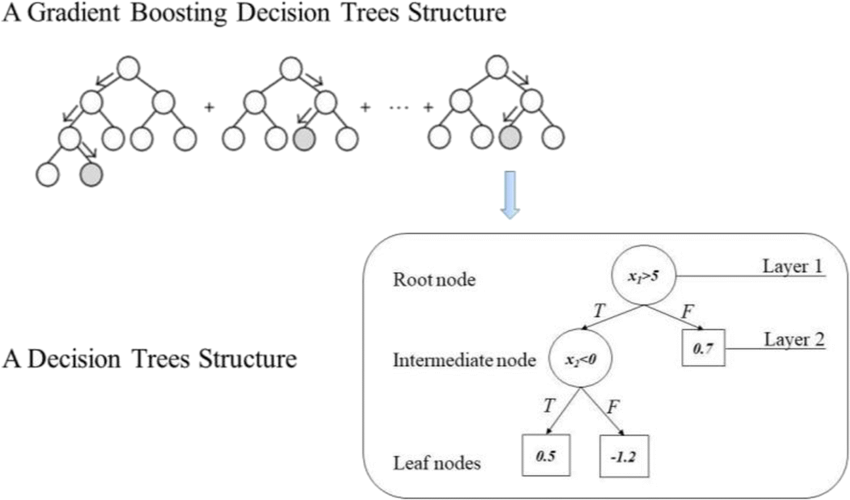 A Gradient Boosting Decision Trees Structure
+ + ... +
Root node
x₁>5
Layer 1
T F
A Decision Trees Structure
Intermediate node
x₂<0
0.7
Layer 2
T F
Leaf nodes
0.5
-1.2